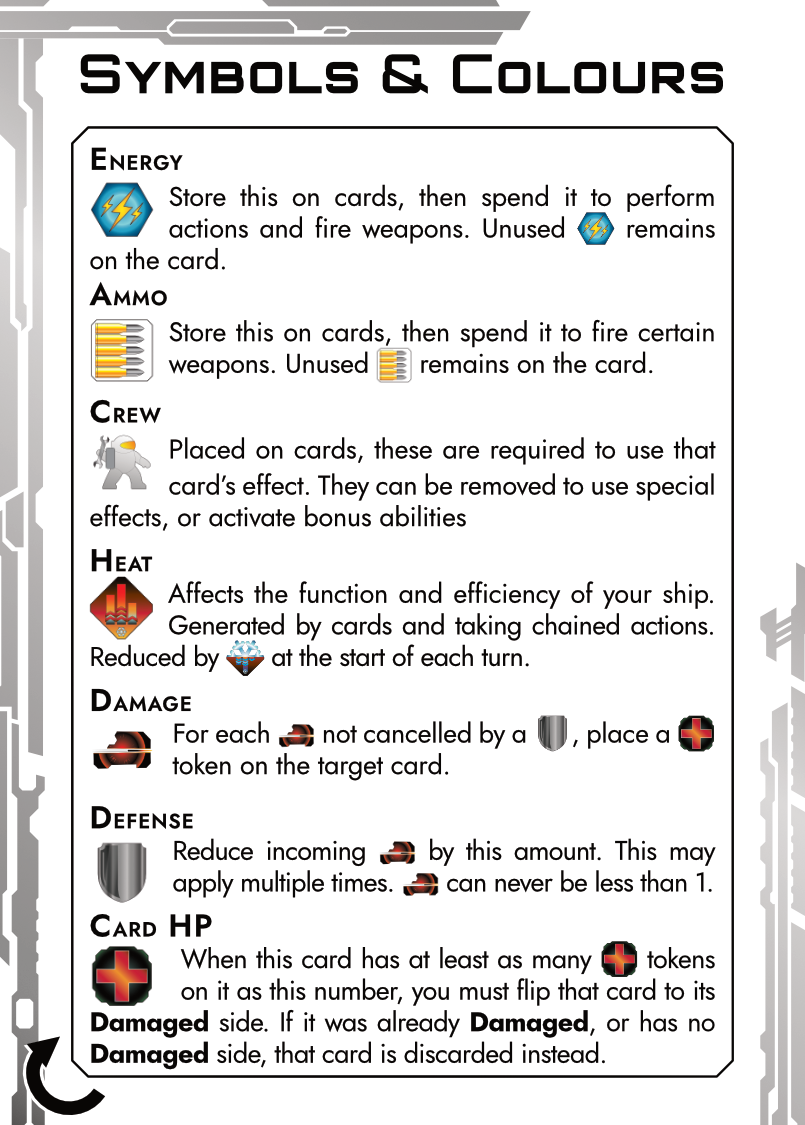 Symbols & Colours
Energy
Store this on cards, then spend it to perform
actions and fire weapons. Unused remains
on the card.
Ammo
Store this on cards, then spend it to fire certain
weapons. Unused remains on the card.
Crew
Placed on cards, these are required to use that
card's effect. They can be removed to use special
effects, or activate bonus abilities
Heat
Affects the function and efficiency of your ship.
Generated by cards and taking chained actions.
Reduced by at the start of each turn.
Damage
For each not cancelled by a , place a
token on the target card.
Defense
Reduce incoming by this amount. This may
apply multiple times. can never be less than 1.
Card HP
When this card has at least as many tokens
on it as this number, you must flip that card to its
Damaged side. If it was already Damaged, or has no
Damaged side, that card is discarded instead.